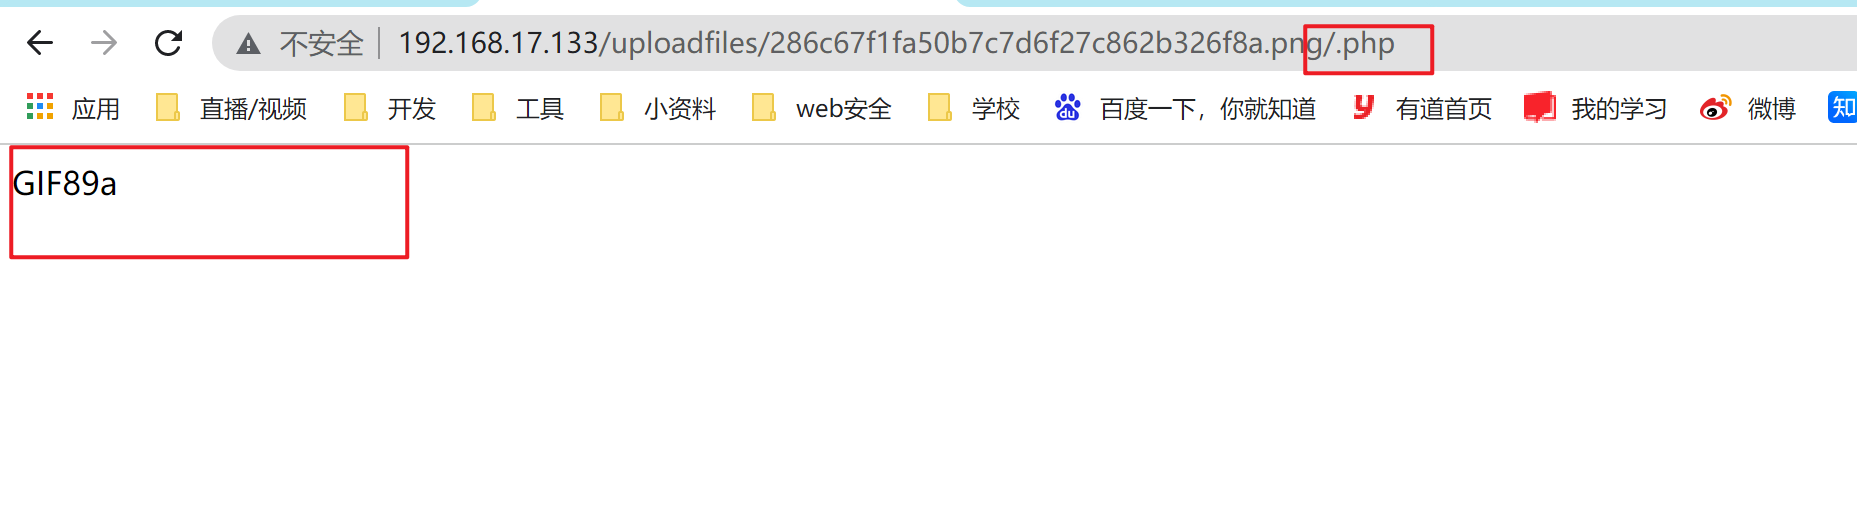 不安全 192.168.17.133/uploadfiles/286c67f1fa50b7c7d6f27c862b326f8a.png/.php
应用 直播/视频 开发 工具 小资料 web安全 学校 百度一下，你就知道 有道首页 我的学习 微博 知
GIF89a